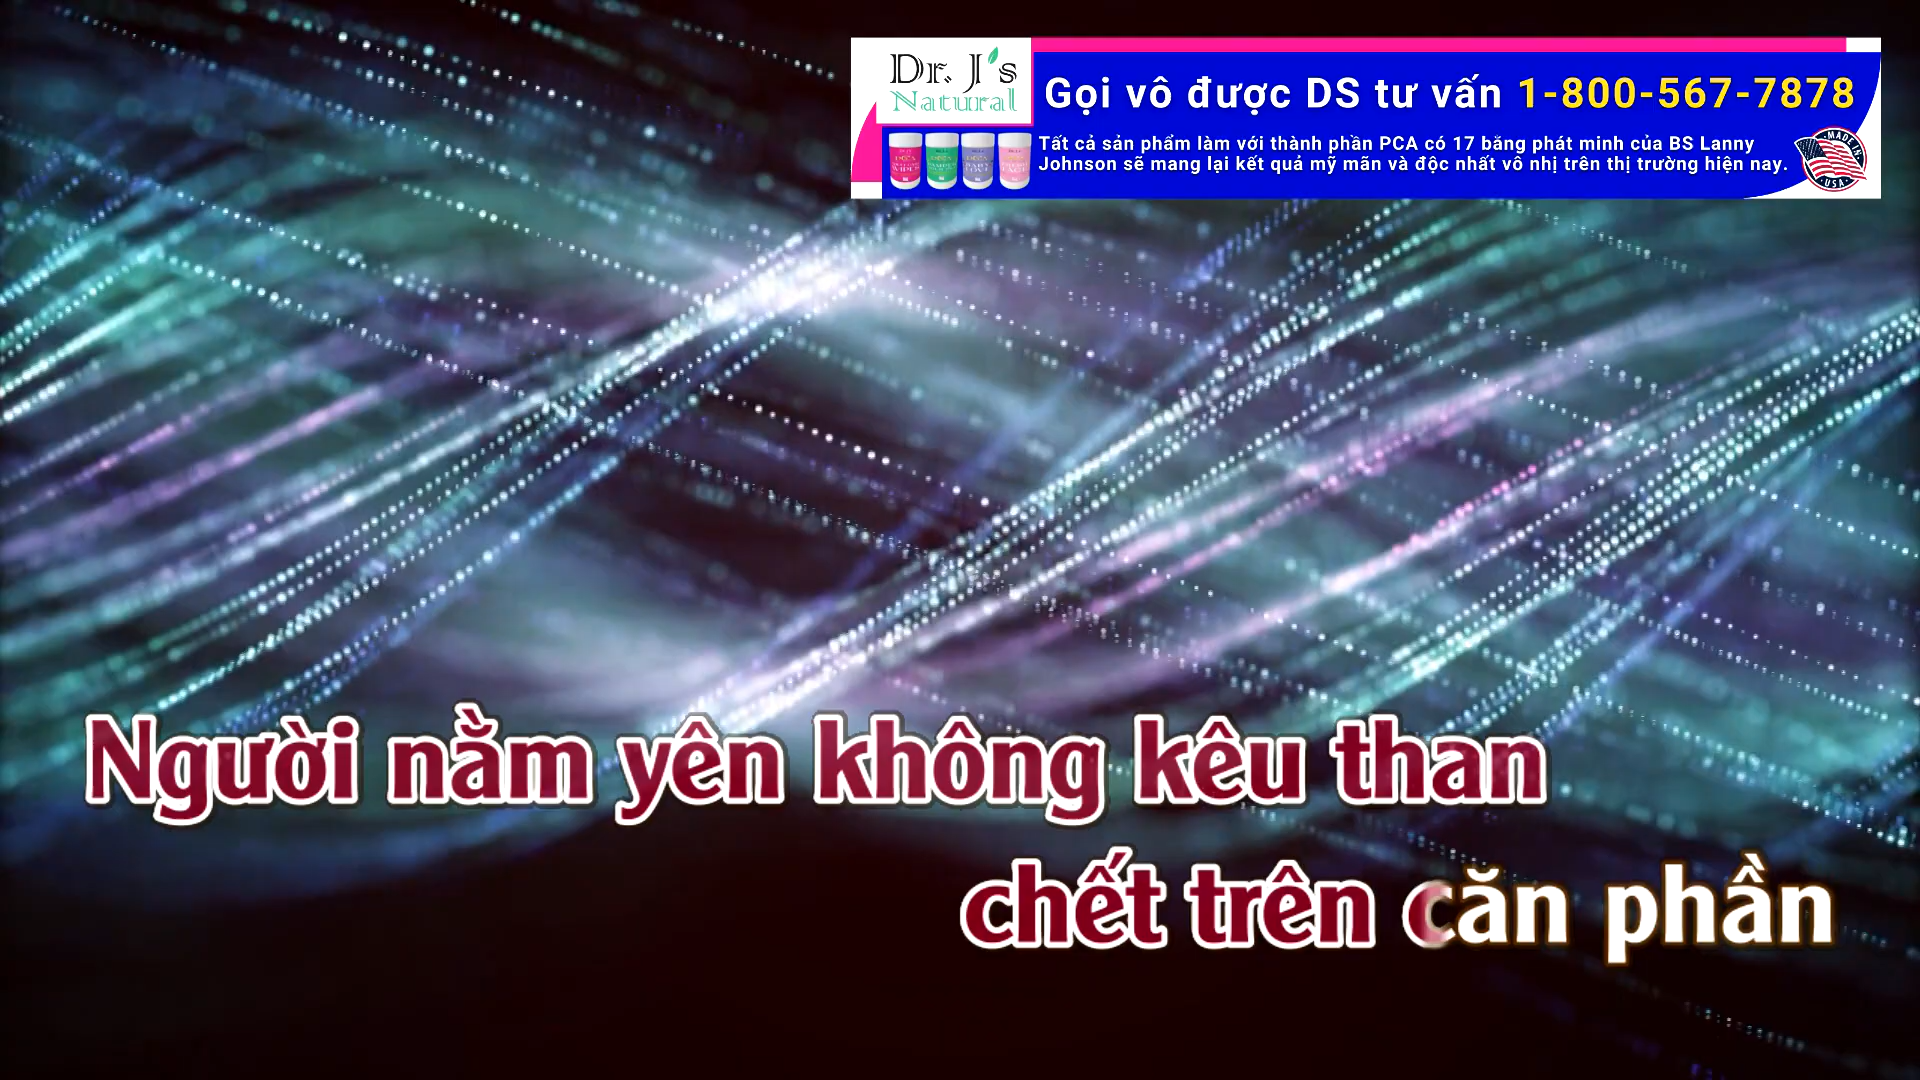 Dr. J's
Natural
Gọi vô được DS tư vấn 1-800-567-7878
Tất cả sản phẩm làm với thành phần PCA có 17 bằng phát minh của BS Lanny
Johnson sẽ mang lại kết quả mỹ mãn và độc nhất vô nhị trên thị trường hiện nay.
MADE IN
USA
Người nằm yên không kêu than
chết trên căn phần